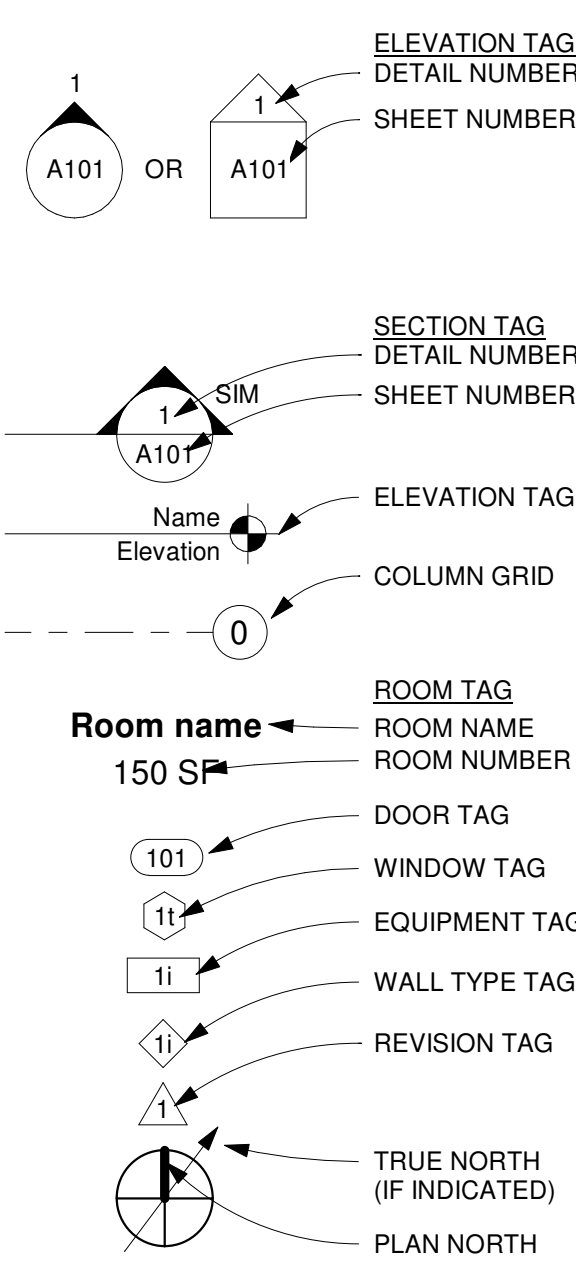 ELEVATION TAG
DETAIL NUMBER
1
1
SHEET NUMBER
A101
OR
A101
SECTION TAG
DETAIL NUMBER
SIM
SHEET NUMBER
1
A101
ELEVATION TAG
Name
Elevation
COLUMN GRID
0
ROOM TAG
Room name
ROOM NAME
150 SF
ROOM NUMBER
DOOR TAG
101
WINDOW TAG
1t
EQUIPMENT TAG
1i
WALL TYPE TAG
1i
REVISION TAG
1
TRUE NORTH
(IF INDICATED)
PLAN NORTH